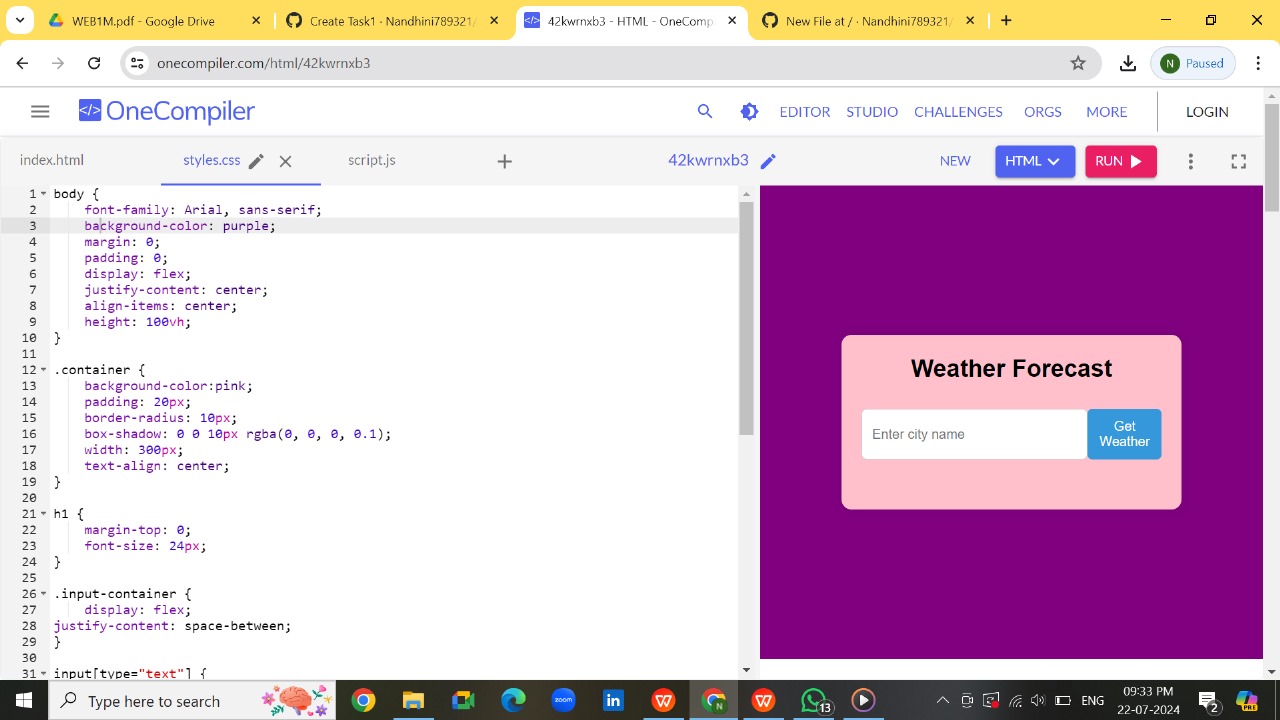 WEB1M.pdf - Google Drive
Create Task1 · Nandhini789321/
42kwrnxb3 - HTML - OneComp
New File at / · Nandhini789321/
onecompiler.com/html/42kwrnxb3
N Paused
</> OneCompiler
EDITOR STUDIO CHALLENGES ORGS MORE LOGIN
index.html styles.css script.js
42kwrnxb3 NEW HTML RUN
1 body {
2 font-family: Arial, sans-serif;
3 background-color: purple;
4 margin: 0;
5 padding: 0;
6 display: flex;
7 justify-content: center;
8 align-items: center;
9 height: 100vh;
10 }
11
12 .container {
13 background-color:pink;
14 padding: 20px;
15 border-radius: 10px;
16 box-shadow: 0 0 10px rgba(0, 0, 0, 0.1);
17 width: 300px;
18 text-align: center;
19 }
20
21 h1 {
22 margin-top: 0;
23 font-size: 24px;
24 }
25
26 .input-container {
27 display: flex;
28 justify-content: space-between;
29 }
30
31 input[type="text"] {
Weather Forecast
Enter city name
Get
Weather
Type here to search
zoom
in
W
N
W
13
ENG
09:33 PM
22-07-2024
2
PRE